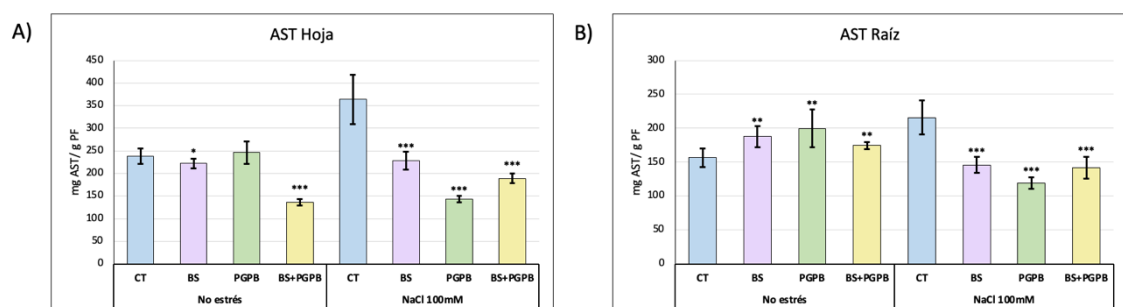 A)
AST Hoja
mg AST/ g PF
450
400
350
300
250
200
150
100
50
0
*
***
***
***
***
CT BS PGPB BS+PGPB CT BS PGPB BS+PGPB
No estrés NaCl 100mM
B)
AST Raíz
mg AST/ g PF
300
250
200
150
100
50
0
**
**
**
***
***
***
CT BS PGPB BS+PGPB CT BS PGPB BS+PGPB
No estrés NaCl 100mM